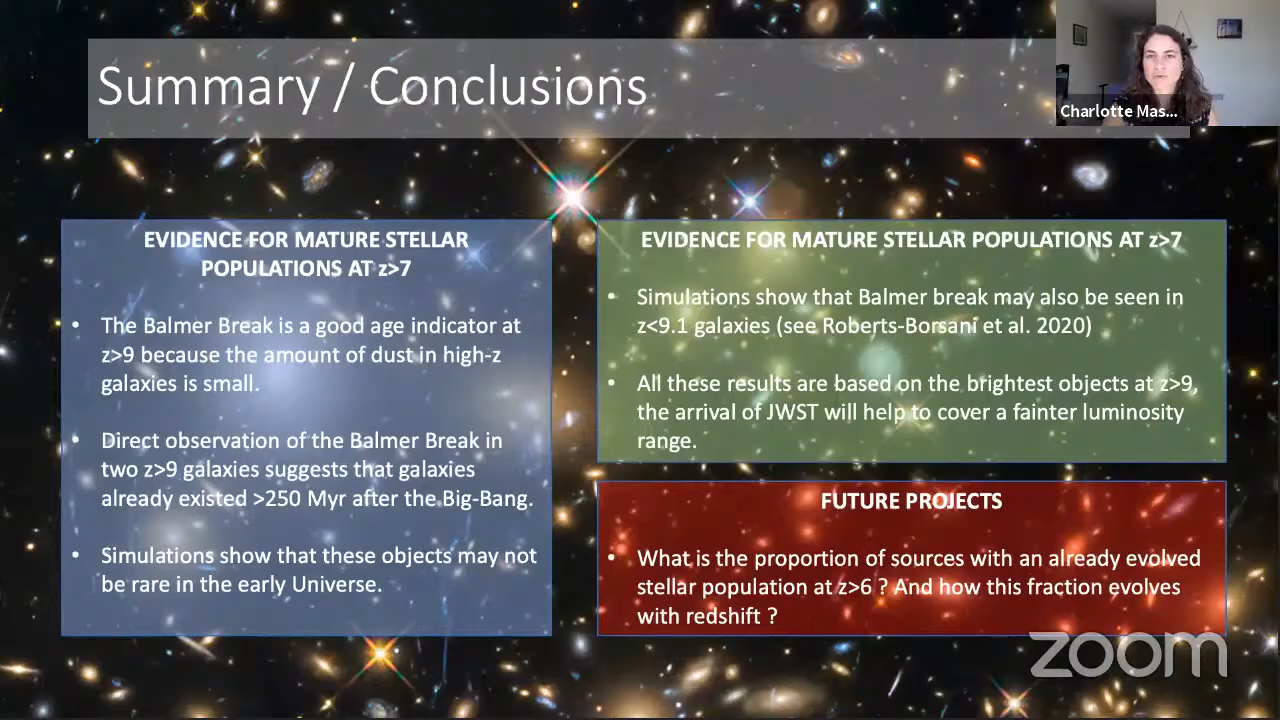 Summary / Conclusions
Charlotte Mas...
EVIDENCE FOR MATURE STELLAR
POPULATIONS AT z>7
• The Balmer Break is a good age indicator at
z>9 because the amount of dust in high-z
galaxies is small.
• Direct observation of the Balmer Break in
two z>9 galaxies suggests that galaxies
already existed >250 Myr after the Big-Bang.
• Simulations show that these objects may not
be rare in the early Universe.
EVIDENCE FOR MATURE STELLAR POPULATIONS AT z>7
• Simulations show that Balmer break may also be seen in
z<9.1 galaxies (see Roberts-Borsani et al. 2020)
• All these results are based on the brightest objects at z>9,
the arrival of JWST will help to cover a fainter luminosity
range.
FUTURE PROJECTS
• What is the proportion of sources with an already evolved
stellar population at z>6 ? And how this fraction evolves
with redshift ?
zoom